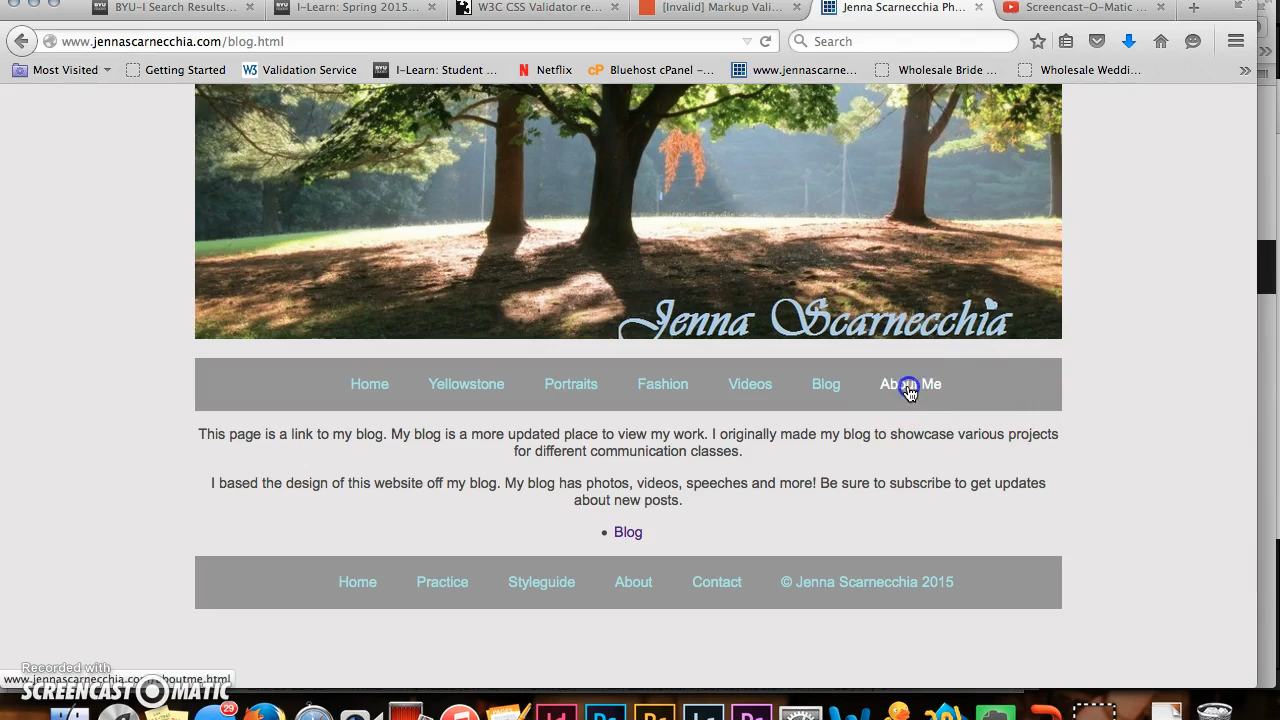 BYU-I Search Results...
I-Learn: Spring 2015...
W3C CSS Validator re...
[Invalid] Markup Vali...
Jenna Scarnecchia Ph...
Screencast-O-Matic ...
www.jennascarnecchia.com/blog.html
Search
Most Visited
Getting Started
W3 Validation Service
I-Learn: Student ...
Netflix
cP Bluehost cPanel -...
www.jennascarne...
Wholesale Bride ...
Wholesale Weddi...
Jenna Scarnecchia
Home Yellowstone Portraits Fashion Videos Blog About Me
This page is a link to my blog. My blog is a more updated place to view my work. I originally made my blog to showcase various projects
for different communication classes.
I based the design of this website off my blog. My blog has photos, videos, speeches and more! Be sure to subscribe to get updates
about new posts.
• Blog
Home Practice Styleguide About Contact © Jenna Scarnecchia 2015
Recorded with
www.jennascarnecchia.com/aboutme.html
SCREENCAST-O-MATIC
29